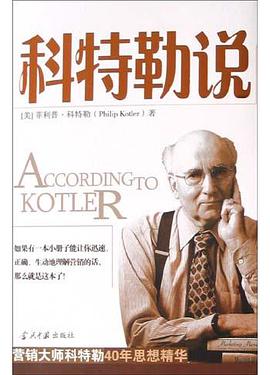 科特勒说
[美] 菲利普·科特勒（Philip Kotler）著
ACCORDING TO
KOTLER
如果有一本小册子能让你迅速、
正确、生动地理解营销的话，
那么就是这本了！
当代中国出版社
营销大师科特勒40年思想精华